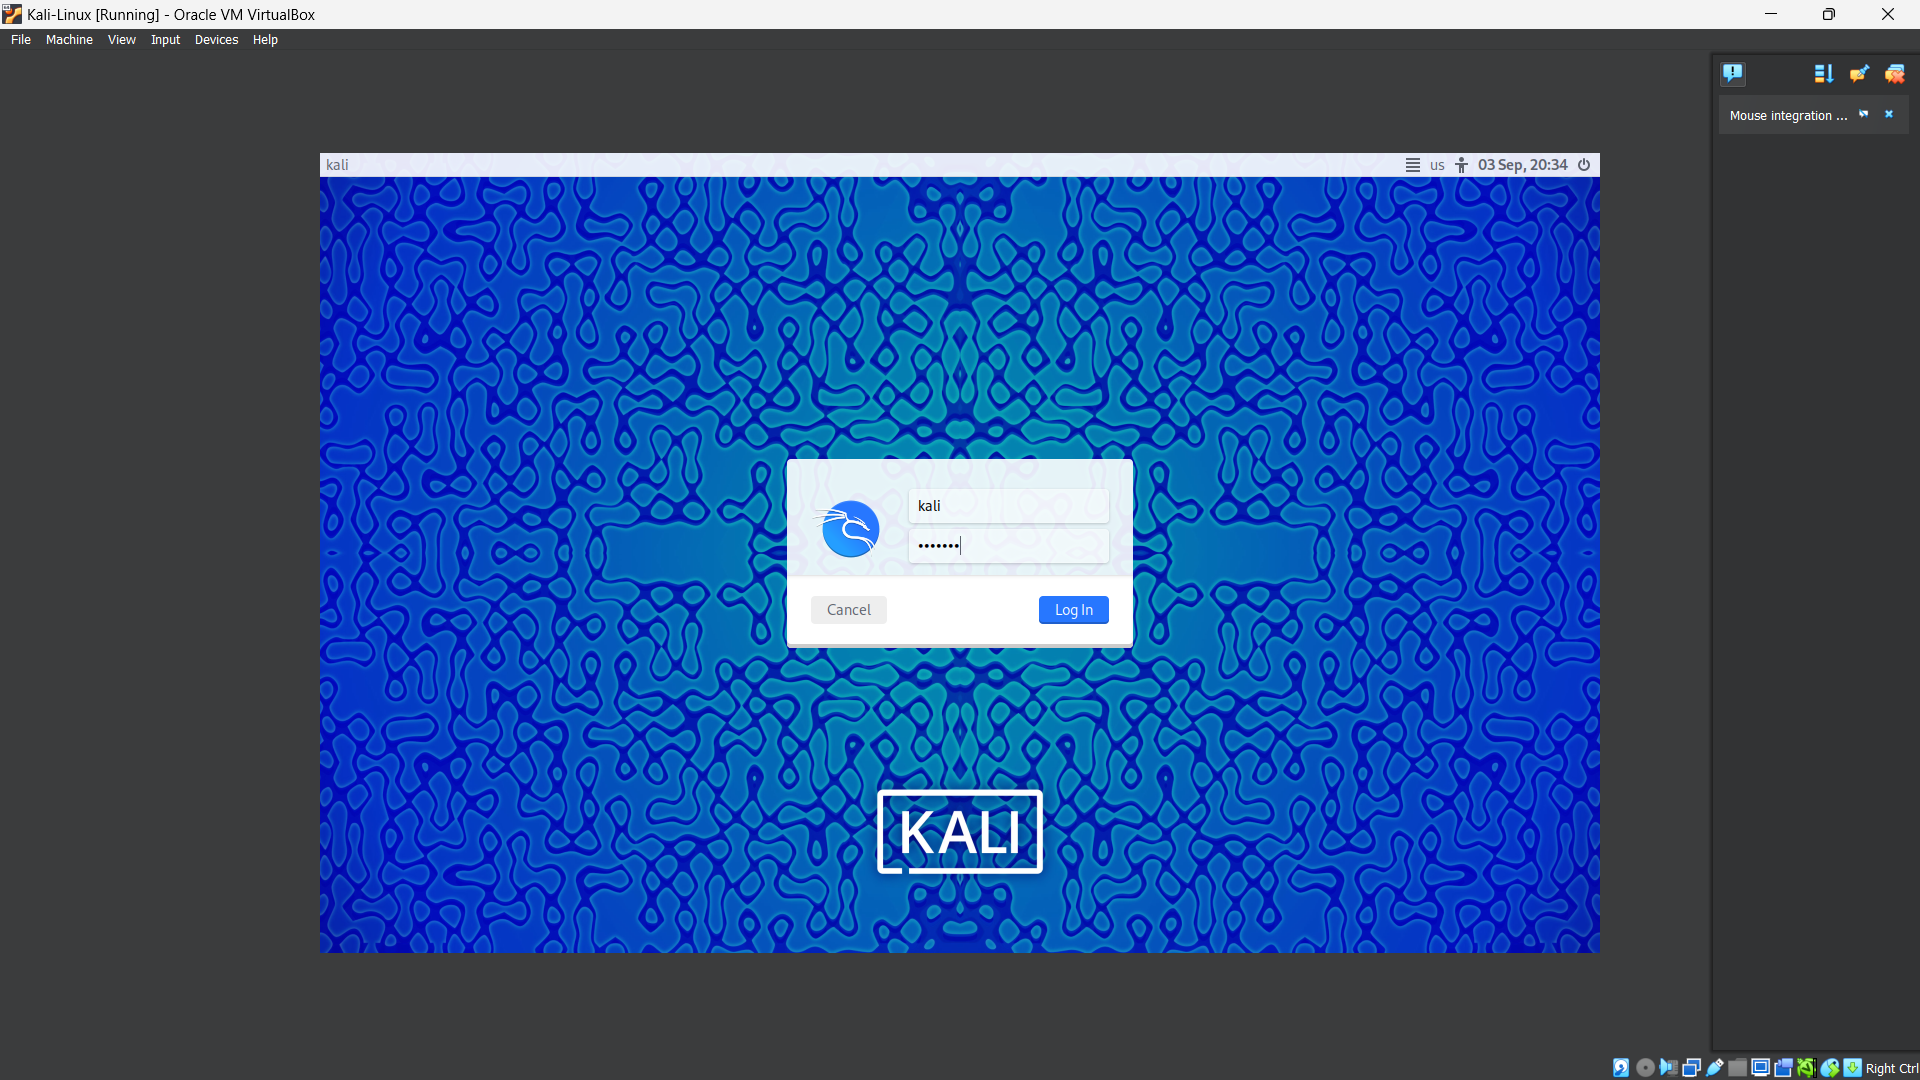 Kali-Linux [Running] - Oracle VM VirtualBox
File Machine View Input Devices Help
Mouse integration ...
kali
us 03 Sep, 20:34
kali
•••••••
Cancel Log In
KALI
Right Ctrl